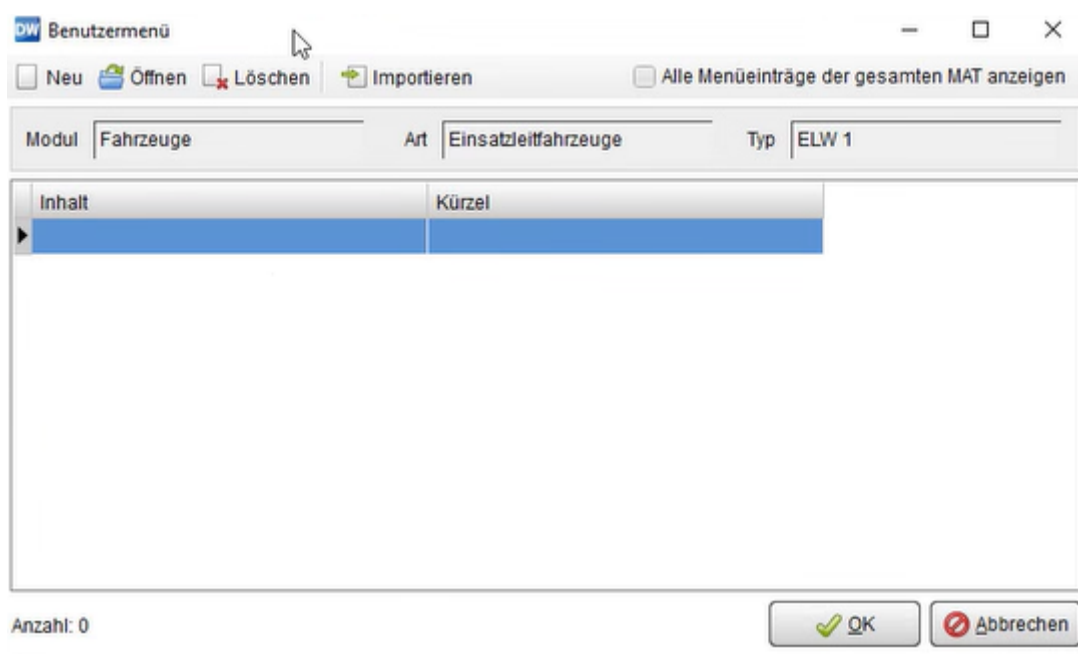 DW Benutzermenü
Neu Öffnen Löschen Importieren Alle Menüeinträge der gesamten MAT anzeigen
Modul Fahrzeuge Art Einsatzleitfahrzeuge Typ ELW 1
Inhalt Kürzel
Anzahl: 0 OK Abbrechen